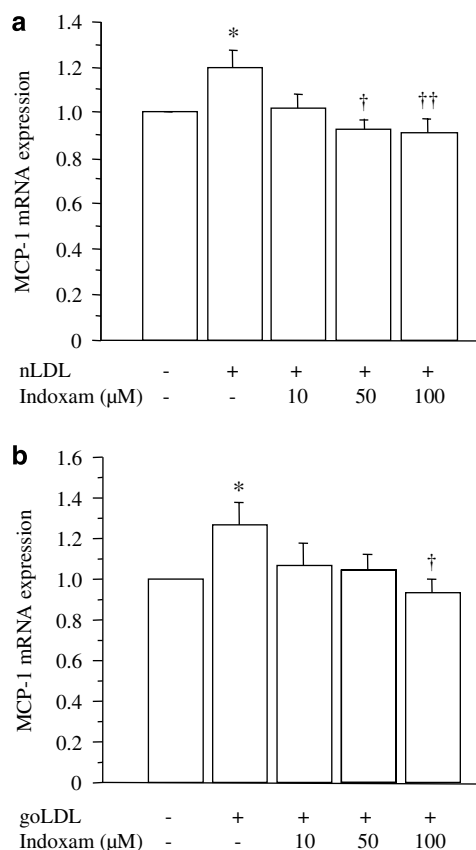 a
MCP-1 mRNA expression
1.4
1.2
1.0
0.8
0.6
0.4
0.2
0
*
†
††
nLDL - + + + +
Indoxam (µM) - - 10 50 100
b
MCP-1 mRNA expression
1.6
1.4
1.2
1.0
0.8
0.6
0.4
0.2
0
*
†
goLDL - + + + +
Indoxam (µM) - - 10 50 100